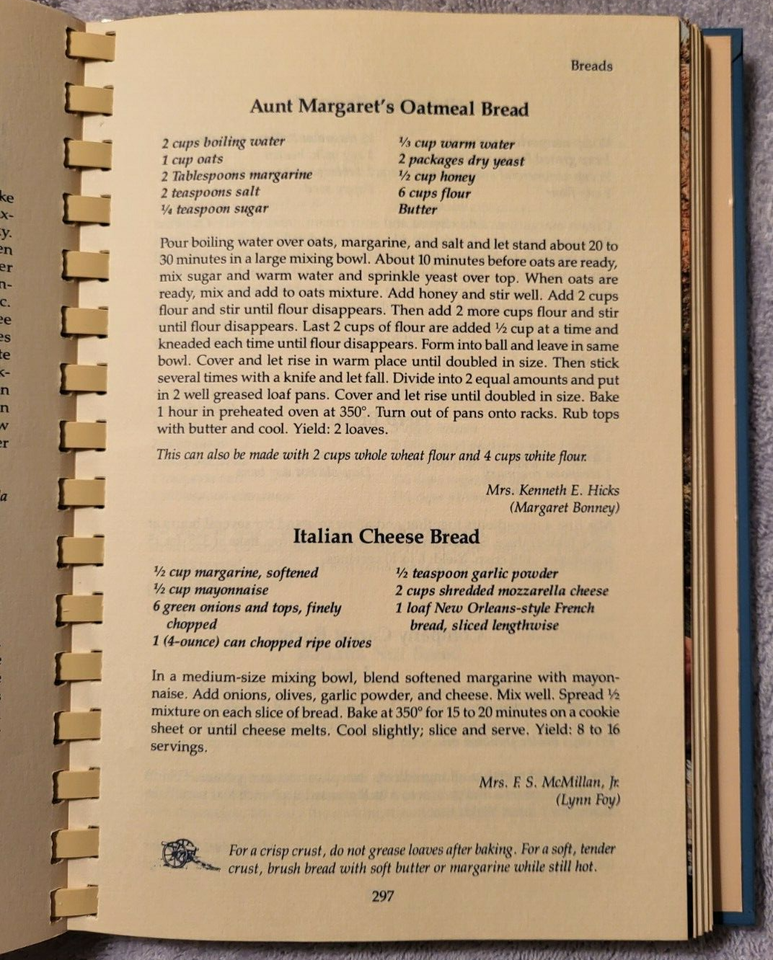 ke
x-
y.
en
er
n-
c.
ee
es
te
k-
n
n
w
er
a
Breads
Aunt Margaret's Oatmeal Bread
2 cups boiling water
1 cup oats
2 Tablespoons margarine
2 teaspoons salt
¼ teaspoon sugar
⅓ cup warm water
2 packages dry yeast
½ cup honey
6 cups flour
Butter
Pour boiling water over oats, margarine, and salt and let stand about 20 to
30 minutes in a large mixing bowl. About 10 minutes before oats are ready,
mix sugar and warm water and sprinkle yeast over top. When oats are
ready, mix and add to oats mixture. Add honey and stir well. Add 2 cups
flour and stir until flour disappears. Then add 2 more cups flour and stir
until flour disappears. Last 2 cups of flour are added ½ cup at a time and
kneaded each time until flour disappears. Form into ball and leave in same
bowl. Cover and let rise in warm place until doubled in size. Then stick
several times with a knife and let fall. Divide into 2 equal amounts and put
in 2 well greased loaf pans. Cover and let rise until doubled in size. Bake
1 hour in preheated oven at 350°. Turn out of pans onto racks. Rub tops
with butter and cool. Yield: 2 loaves.
This can also be made with 2 cups whole wheat flour and 4 cups white flour.
Mrs. Kenneth E. Hicks
(Margaret Bonney)
Italian Cheese Bread
½ cup margarine, softened
½ cup mayonnaise
6 green onions and tops, finely
chopped
1 (4-ounce) can chopped ripe olives
½ teaspoon garlic powder
2 cups shredded mozzarella cheese
1 loaf New Orleans-style French
bread, sliced lengthwise
In a medium-size mixing bowl, blend softened margarine with mayon-
naise. Add onions, olives, garlic powder, and cheese. Mix well. Spread ½
mixture on each slice of bread. Bake at 350° for 15 to 20 minutes on a cookie
sheet or until cheese melts. Cool slightly; slice and serve. Yield: 8 to 16
servings.
Mrs. F. S. McMillan, Jr.
(Lynn Foy)
For a crisp crust, do not grease loaves after baking. For a soft, tender
crust, brush bread with soft butter or margarine while still hot.
297